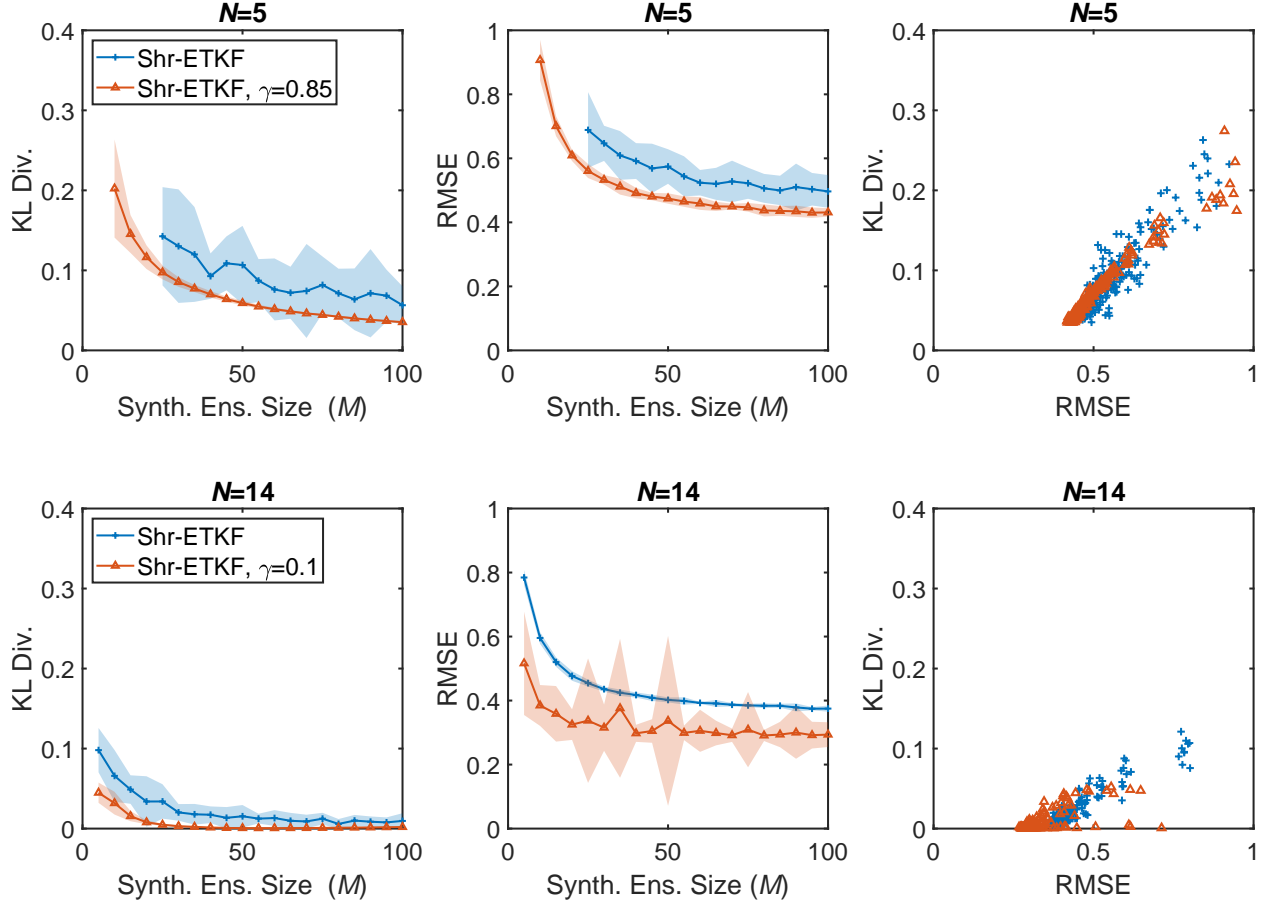 N=5
N=5
N=5
0.4
0.3
0.2
0.1
0
KL Div.
Shr-ETKF
Shr-ETKF, γ=0.85
0
50
100
Synth. Ens. Size (M)
1
0.8
0.6
0.4
0.2
0
RMSE
0
50
100
Synth. Ens. Size (M)
0.4
0.3
0.2
0.1
0
KL Div.
0
0.5
1
RMSE
N=14
N=14
N=14
0.4
0.3
0.2
0.1
0
KL Div.
Shr-ETKF
Shr-ETKF, γ=0.1
0
50
100
Synth. Ens. Size (M)
1
0.8
0.6
0.4
0.2
0
RMSE
0
50
100
Synth. Ens. Size (M)
0.4
0.3
0.2
0.1
0
KL Div.
0
0.5
1
RMSE